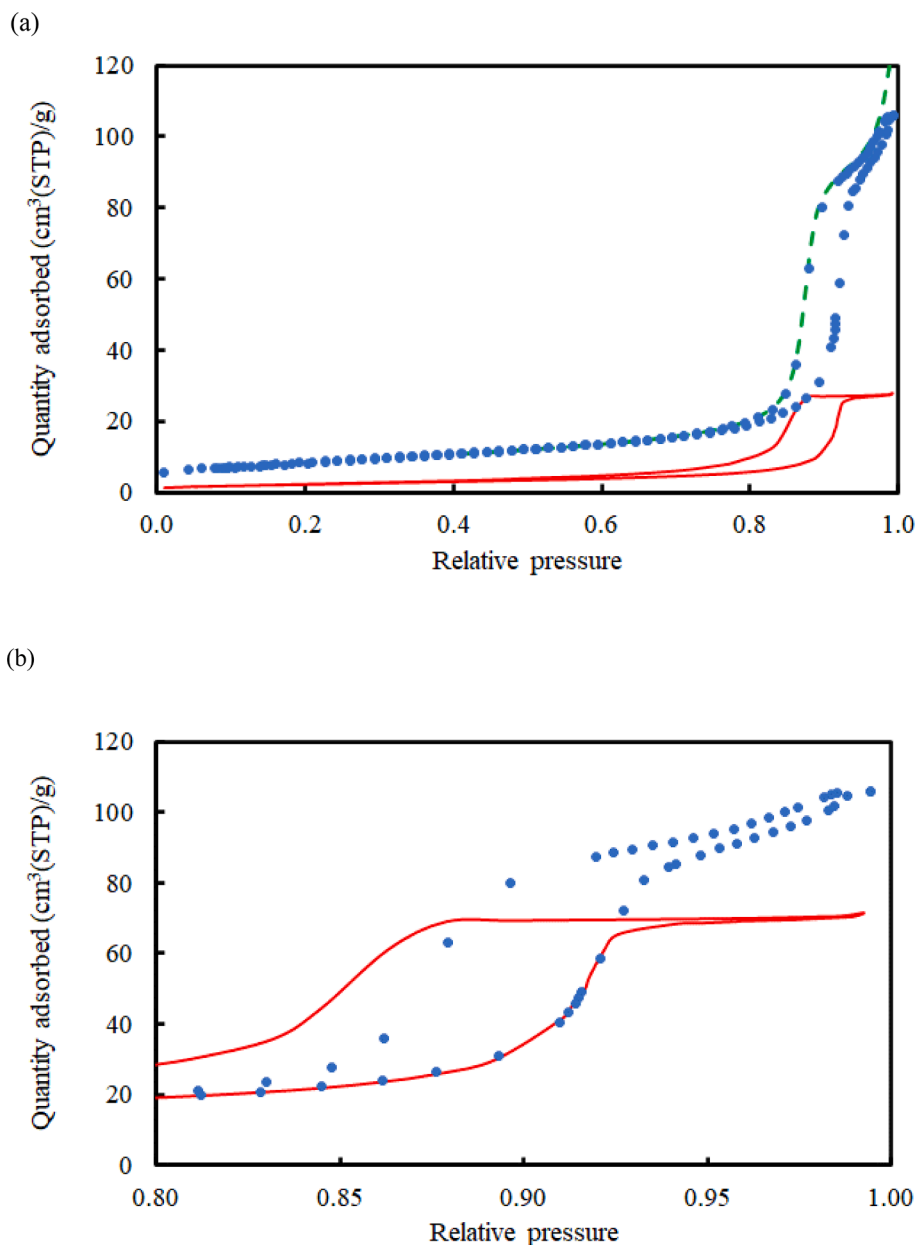 (a)
120
100
80
60
40
20
0
Quantity adsorbed (cm³(STP)/g)
0.0 0.2 0.4 0.6 0.8 1.0
Relative pressure
(b)
120
100
80
60
40
20
0
Quantity adsorbed (cm³(STP)/g)
0.80 0.85 0.90 0.95 1.00
Relative pressure